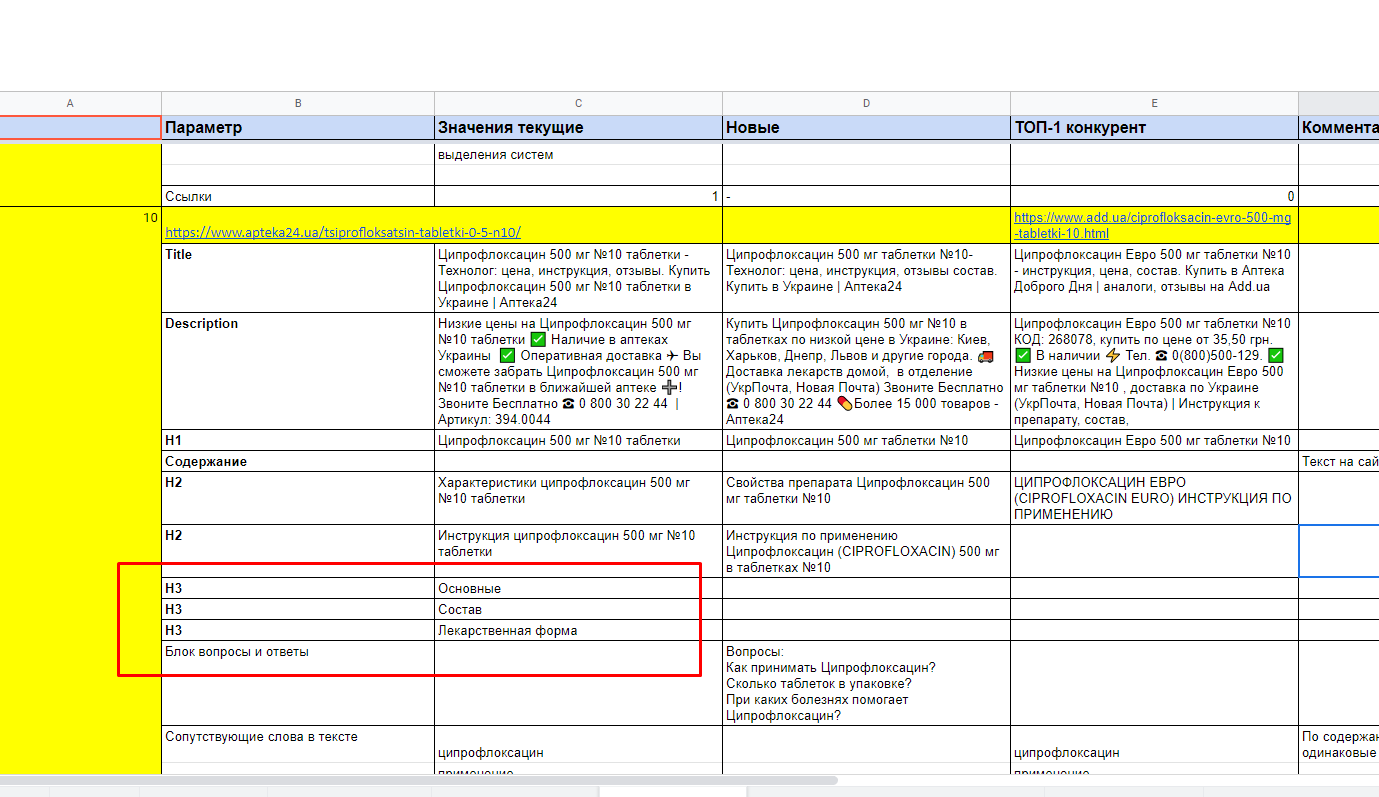 A B C D E
Параметр Значения текущие Новые ТОП-1 конкурент Коммента
выделения систем
Ссылки 1 - 0
10 https://www.apteka24.ua/tsiprofloksatsin-tabletki-0-5-n10/ https://www.add.ua/ciprofloksacin-evro-500-mg
-tabletki-10.html
Title
Ципрофлоксацин 500 мг №10 таблетки -
Технолог: цена, инструкция, отзывы. Купить
Ципрофлоксацин 500 мг №10 таблетки в
Украине | Аптека24
Ципрофлоксацин 500 мг таблетки №10-
Технолог: цена, инструкция, отзывы состав.
Купить в Украине | Аптека24
Ципрофлоксацин Евро 500 мг таблетки №10
- инструкция, цена, состав. Купить в Аптека
Доброго Дня | аналоги, отзывы на Add.ua
Description
Низкие цены на Ципрофлоксацин 500 мг
№10 таблетки ✅ Наличие в аптеках
Украины ✅ Оперативная доставка ✈ Вы
сможете забрать Ципрофлоксацин 500 мг
№10 таблетки в ближайшей аптеке ➕!
Звоните Бесплатно ☎ 0 800 30 22 44 |
Артикул: 394.0044
Купить Ципрофлоксацин 500 мг №10 в
таблетках по низкой цене в Украине: Киев,
Харьков, Днепр, Львов и другие города. 🚚
Доставка лекарств домой, в отделение
(УкрПочта, Новая Почта) Звоните Бесплатно
☎ 0 800 30 22 44 💊Более 15 000 товаров -
Аптека24
Ципрофлоксацин Евро 500 мг таблетки №10
КОД: 268078, купить по цене от 35,50 грн.
✅ В наличии ⚡ Тел. ☎ 0(800)500-129. ✅
Низкие цены на Ципрофлоксацин Евро 500
мг таблетки №10 , доставка по Украине
(УкрПочта, Новая Почта) | Инструкция к
препарату, состав,
H1 Ципрофлоксацин 500 мг №10 таблетки Ципрофлоксацин 500 мг таблетки №10 Ципрофлоксацин Евро 500 мг таблетки №10
Содержание Текст на сай
H2
Характеристики ципрофлоксацин 500 мг
№10 таблетки
Свойства препарата Ципрофлоксацин 500
мг таблетки №10
ЦИПРОФЛОКСАЦИН ЕВРО
(CIPROFLOXACIN EURO) ИНСТРУКЦИЯ ПО
ПРИМЕНЕНИЮ
H2
Инструкция ципрофлоксацин 500 мг №10
таблетки
Инструкция по применению
Ципрофлоксацин (CIPROFLOXACIN) 500 мг
в таблетках №10
H3 Основные
H3 Состав
H3 Лекарственная форма
Блок вопросы и ответы
Вопросы:
Как принимать Ципрофлоксацин?
Сколько таблеток в упаковке?
При каких болезнях помогает
Ципрофлоксацин?
Сопутствующие слова в тексте
ципрофлоксацин
применение
ципрофлоксацин
применение
По содержан
одинаковые